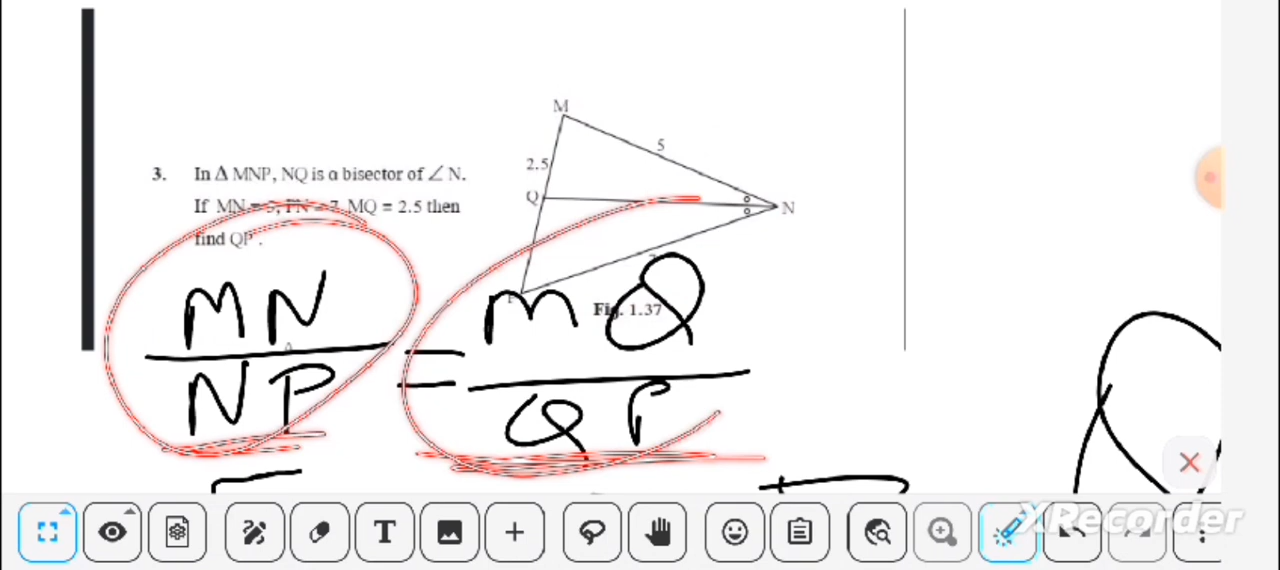 M
5
2.5
3. In Δ MNP, NQ is a bisector of ∠ N.
Q
If MN = 5, PN = 7, MQ = 2.5 then
N
find QP .
MN
MQ
Fig. 1.37
=
NP
QP
T
XRecorder